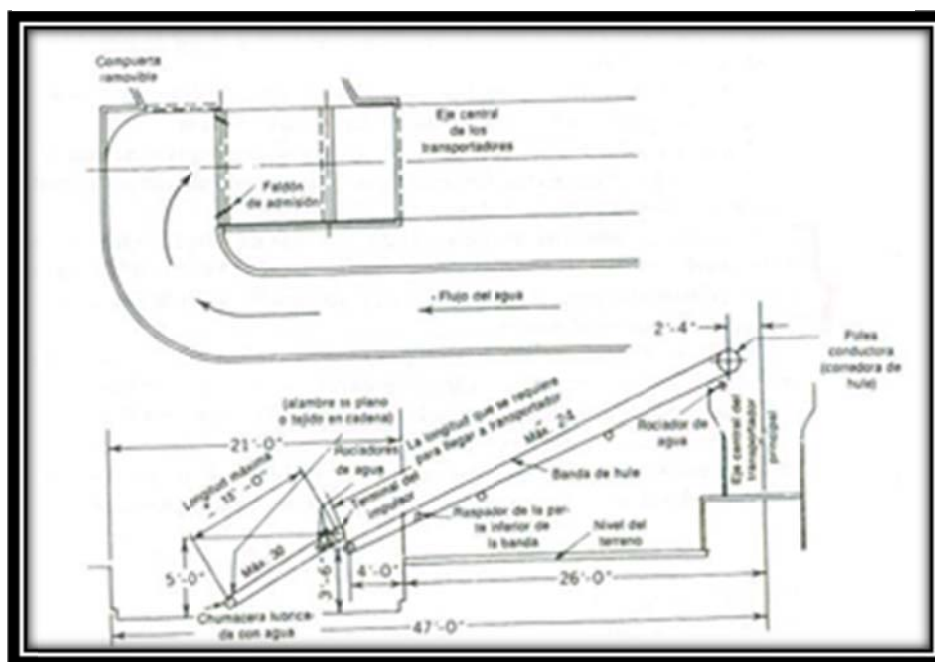 Compuerta
removible
Eje central
de los
transportadores
Faldón
de admisión
Flujo del agua
2'-4"
Polea
conductora
(corredora de
hule)
(alambre
plano
o tejido en cadena)
21'-0"
Rociadores
de agua
La longitud que se requiere
para llegar a transportador
Máx. 24
Rociador de
agua
Eje central del
transportador
principal
Longitud máxima
15'-0"
Terminal del
impulsor
Banda de hule
Raspador de la par-
te inferior de
la banda
Nivel del
terreno
Máx. 30
5'-0"
3'-6"
4'-0"
26'-0"
Chumacera lubrica-
da con agua
47'-0"